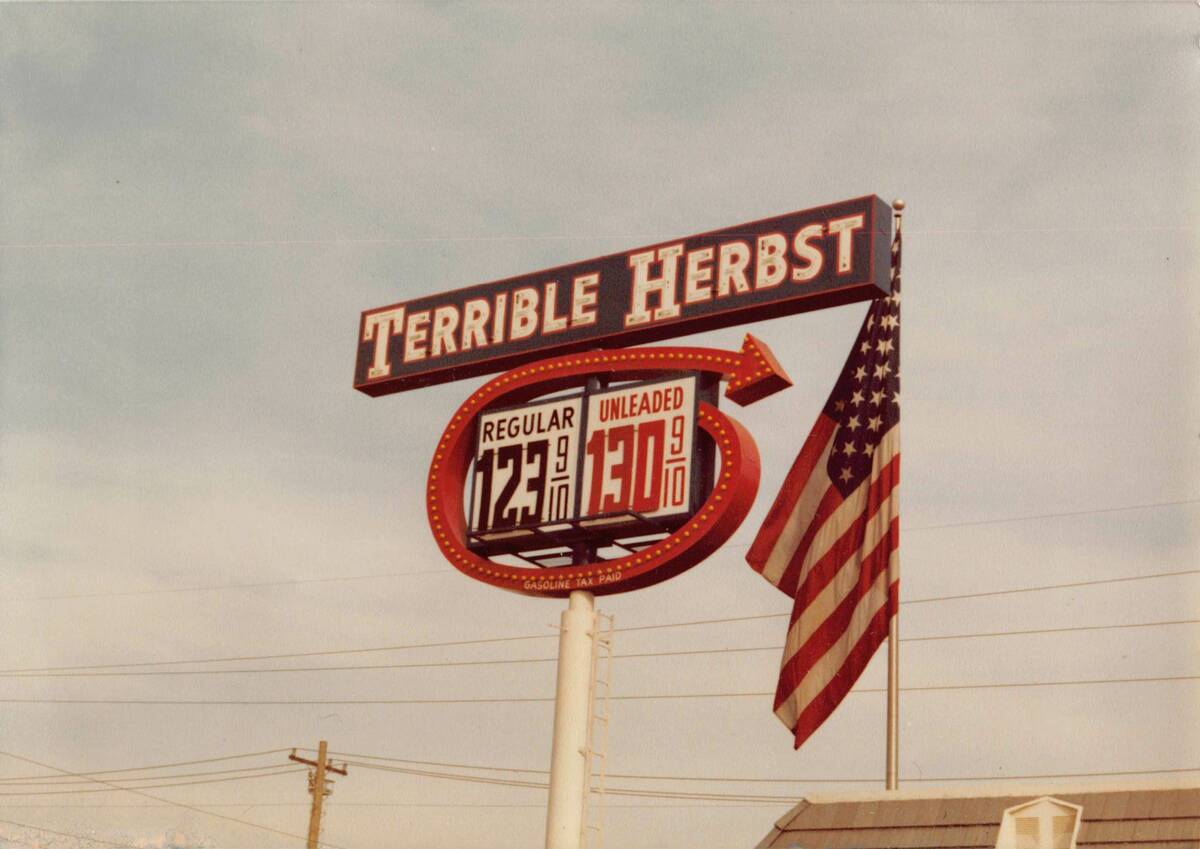 TERRIBLE HERBST
REGULAR
123 9/10
UNLEADED
130 9/10
GASOLINE TAX PAID